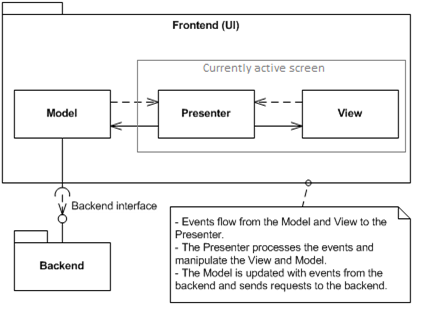 Frontend (UI)
Currently active screen
Model
Presenter
View
Backend interface
Backend
- Events flow from the Model and View to the
Presenter.
- The Presenter processes the events and
manipulate the View and Model.
- The Model is updated with events from the
backend and sends requests to the backend.